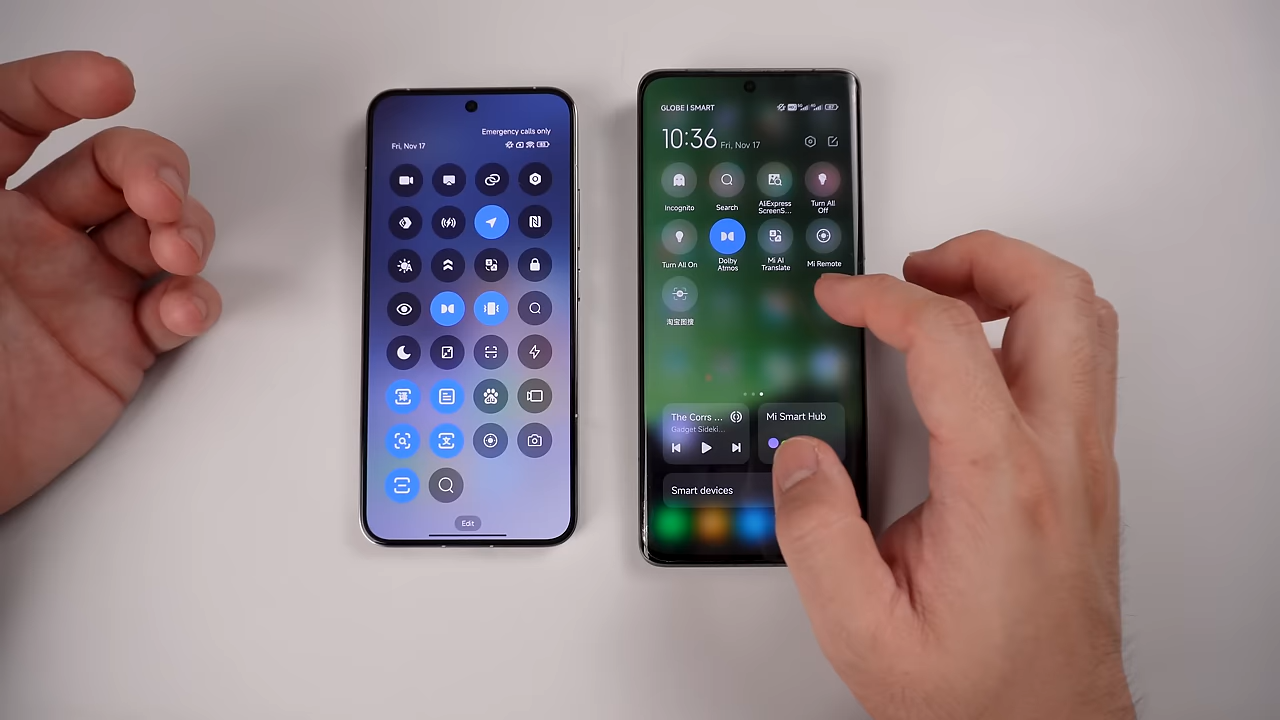 Emergency calls only
Fri, Nov 17
Edit
GLOBE | SMART
10:36 Fri, Nov 17
Incognito
Search
AliExpress
ScreenS...
Turn All
Off
Turn All On
Dolby
Atmos
Mi AI
Translate
Mi Remote
淘宝图搜
The Corrs ...
Gadget Sideki...
Mi Smart Hub
Smart devices